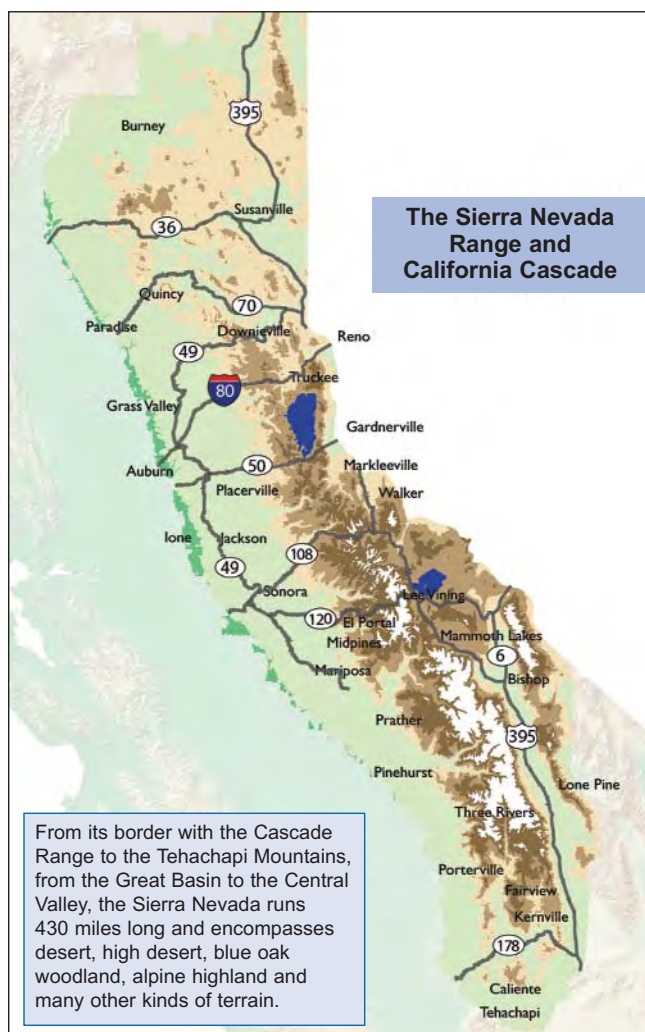 395
Burney
The Sierra Nevada
Range and
California Cascade
Susanville
36
Quincy
70
Paradise
Downieville
Reno
49
Truckee
80
Grass Valley
Gardnerville
Auburn
50
Markleeville
Placerville
Walker
Ione
Jackson
108
49
Lee Vining
Sonora
120
El Portal
Mammoth Lakes
Midpines
6
Mariposa
Bishop
Prather
395
Pinehurst
Lone Pine
Three Rivers
From its border with the Cascade
Range to the Tehachapi Mountains,
from the Great Basin to the Central
Valley, the Sierra Nevada runs
430 miles long and encompasses
desert, high desert, blue oak
woodland, alpine highland and
many other kinds of terrain.
Porterville
Fairview
Kernville
178
Caliente
Tehachapi